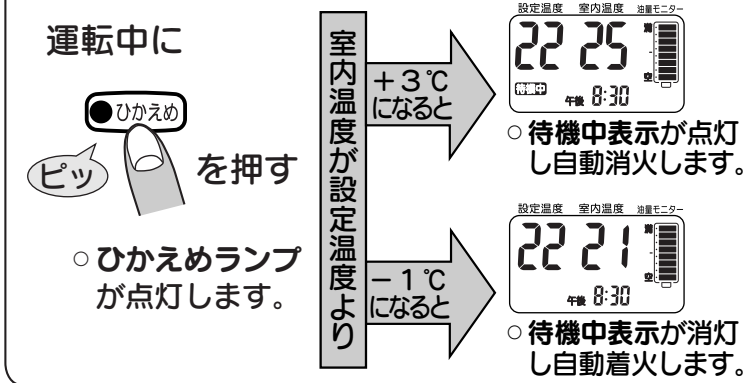 運転中に
ひかえめ
ピッ
を押す
○ひかえめランプ
が点灯します。
室内温度が設定温度より
+3℃
になると
設定温度 室内温度 油量モニター
22 25
満
空
待機中
午後 8:30
○待機中表示が点灯
し自動消火します。
-1℃
になると
設定温度 室内温度 油量モニター
22 21
満
空
午後 8:30
○待機中表示が消灯
し自動着火します。